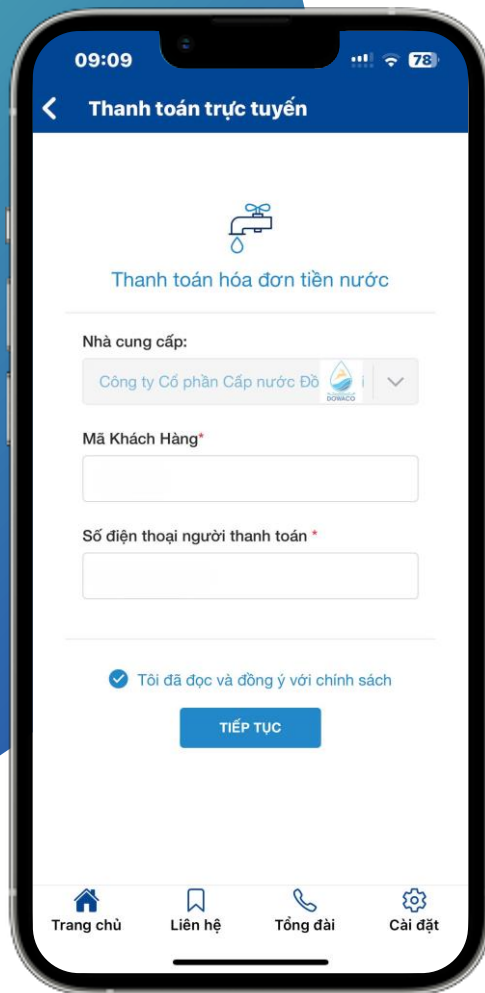 09:09
78
Thanh toán trực tuyến
Thanh toán hóa đơn tiền nước
Nhà cung cấp:
Công ty Cổ phần Cấp nước Đồ i
DOWACO
Mã Khách Hàng*
Số điện thoại người thanh toán *
Tôi đã đọc và đồng ý với chính sách
TIẾP TỤC
Trang chủ
Liên hệ
Tổng đài
Cài đặt